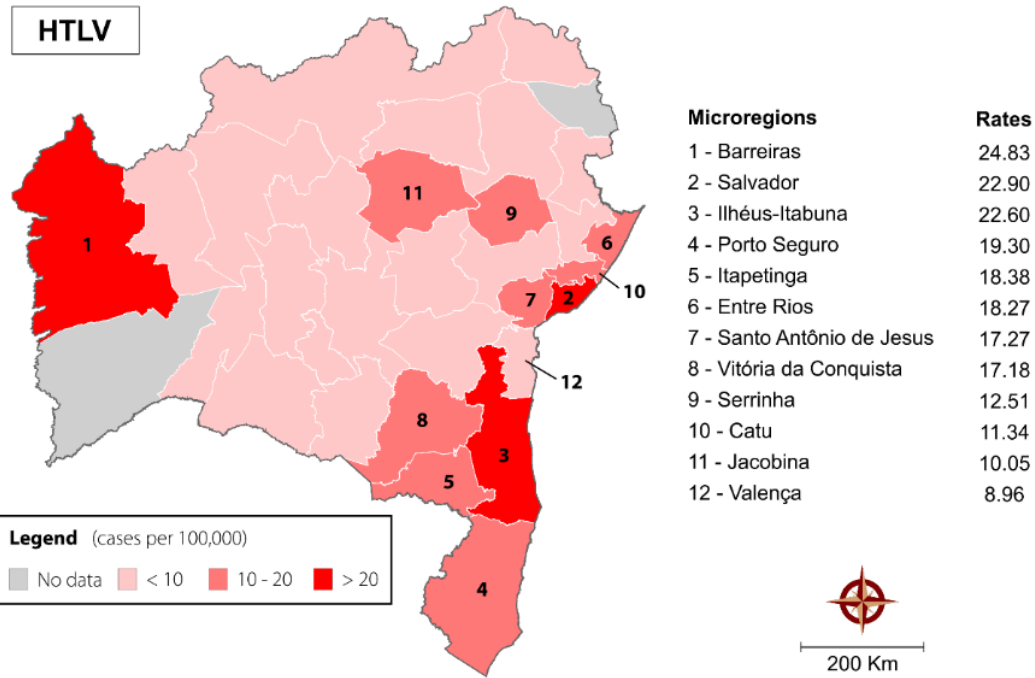 HTLV
1
2
3
4
5
6
7
8
9
10
11
12
Microregions Rates
1 - Barreiras 24.83
2 - Salvador 22.90
3 - Ilhéus-Itabuna 22.60
4 - Porto Seguro 19.30
5 - Itapetinga 18.38
6 - Entre Rios 18.27
7 - Santo Antônio de Jesus 17.27
8 - Vitória da Conquista 17.18
9 - Serrinha 12.51
10 - Catu 11.34
11 - Jacobina 10.05
12 - Valença 8.96
Legend (cases per 100,000)
No data < 10 10 - 20 > 20
200 Km